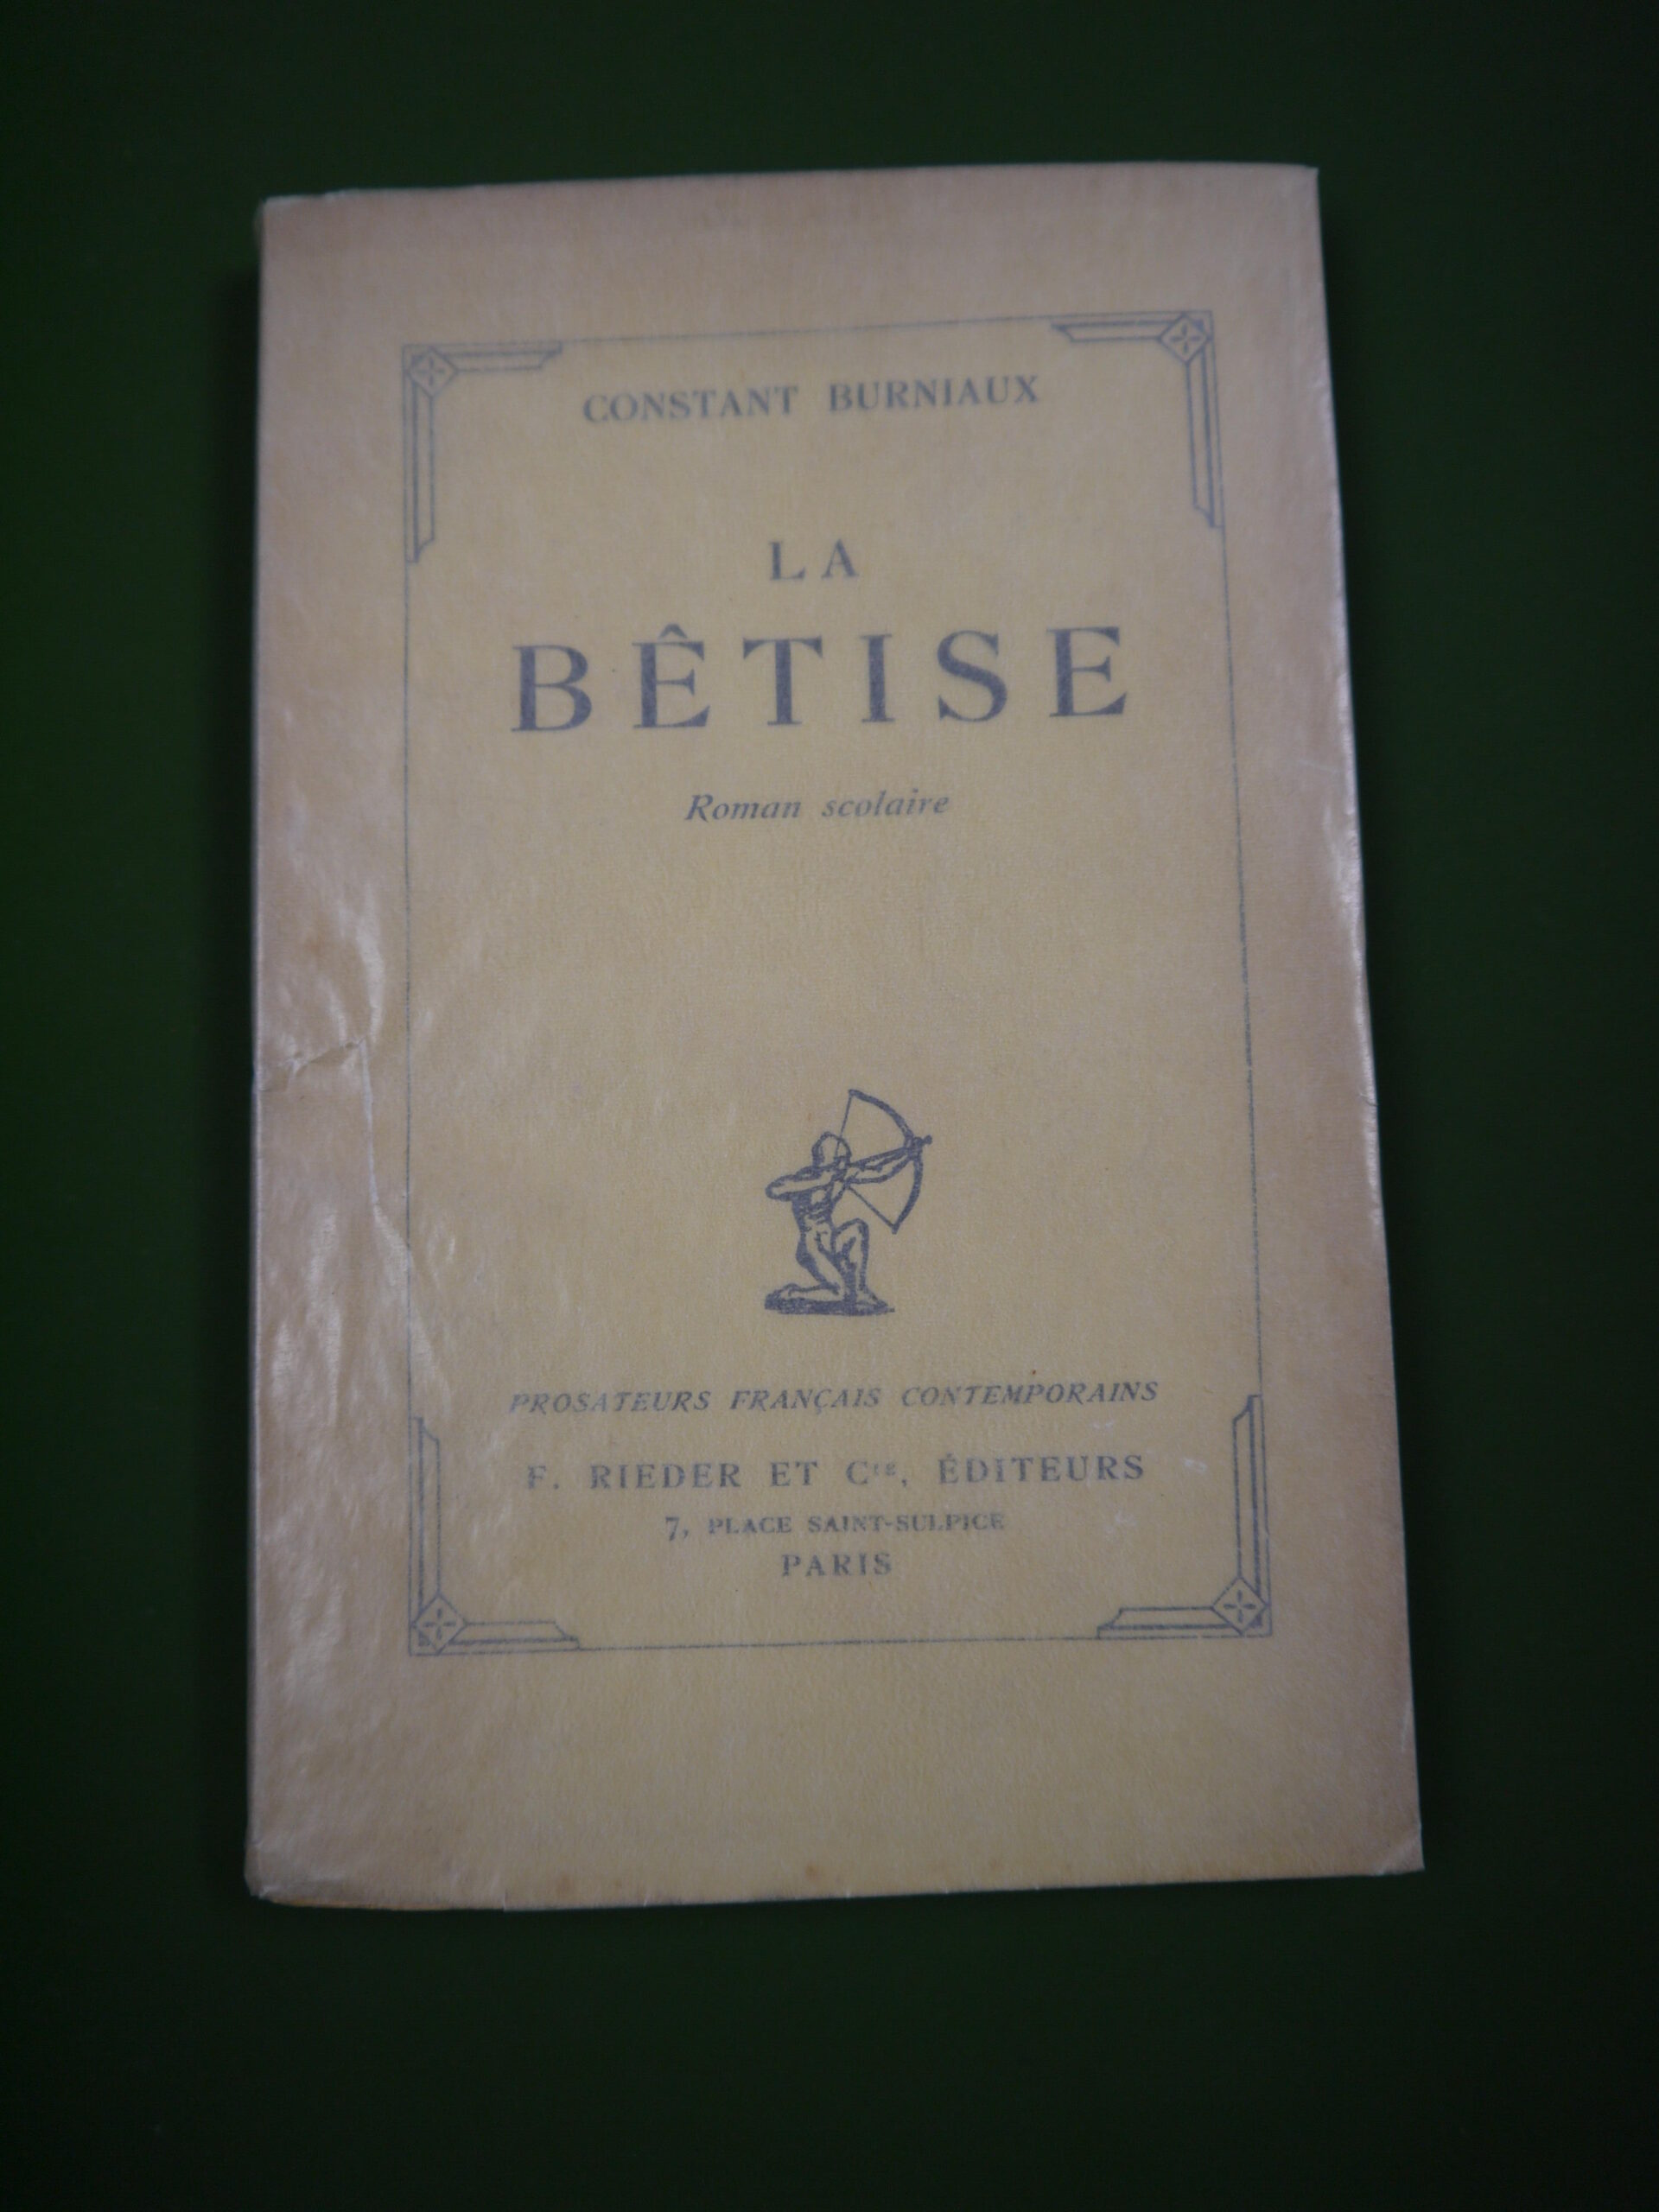 CONSTANT BURNIAUX
LA
BÊTISE
Roman scolaire
PROSATEURS FRANÇAIS CONTEMPORAINS
F. RIEDER ET Cie, ÉDITEURS
7, PLACE SAINT-SULPICE
PARIS